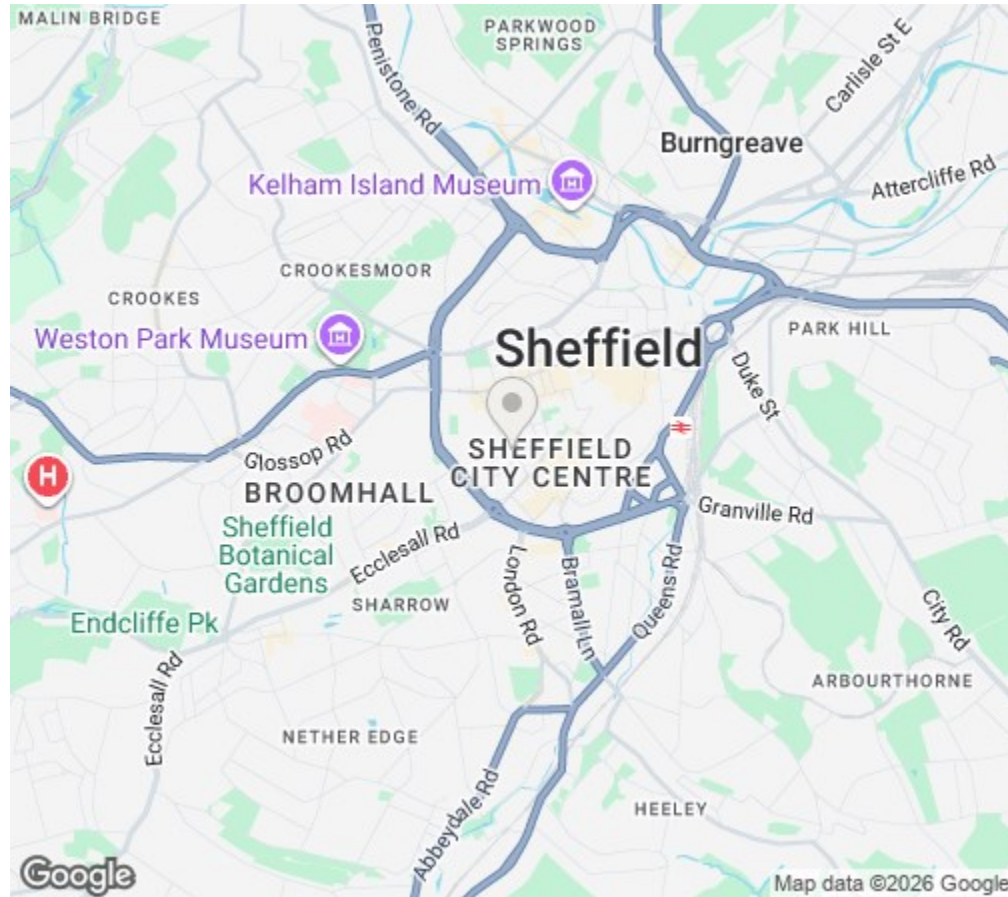 MALIN BRIDGE
PARKWOOD
SPRINGS
Penistone Rd
Carlisle St E
Burngreave
Kelham Island Museum
Attercliffe Rd
CROOKESMOOR
CROOKES
Weston Park Museum
Sheffield
PARK HILL
Duke St
SHEFFIELD
CITY CENTRE
Glossop Rd
H
BROOMHALL
Granville Rd
Sheffield
Botanical
Gardens
Ecclesall Rd
London Rd
Bramall Ln
Queens Rd
SHARROW
Endcliffe Pk
City Rd
Ecclesall Rd
ARBOURTHORNE
NETHER EDGE
Abbeydale Rd
HEELEY
Google
Map data ©2026 Google